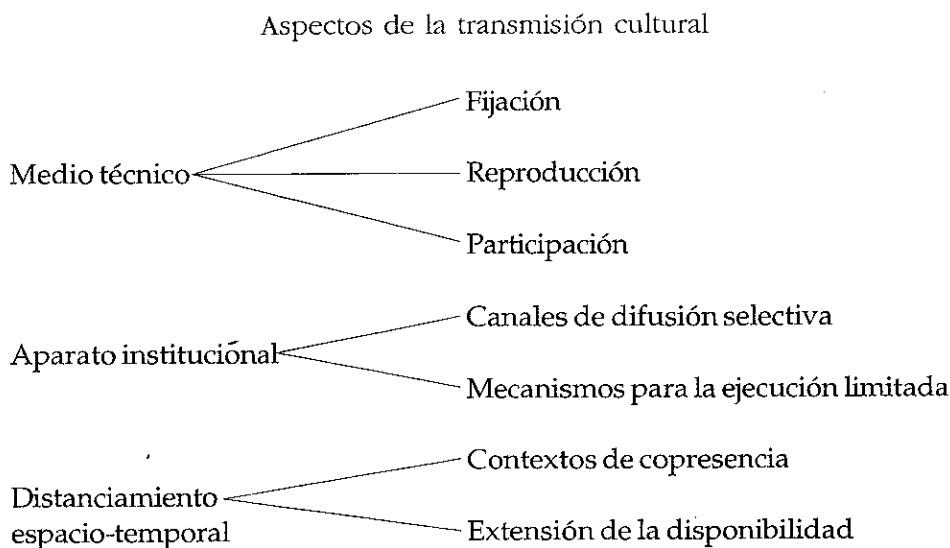 Aspectos de la transmisión cultural
Fijación
Medio técnico
Reproducción
Participación
Canales de difusión selectiva
Aparato institucional
Mecanismos para la ejecución limitada
Contextos de copresencia
Distanciamiento
espacio-temporal
Extensión de la disponibilidad